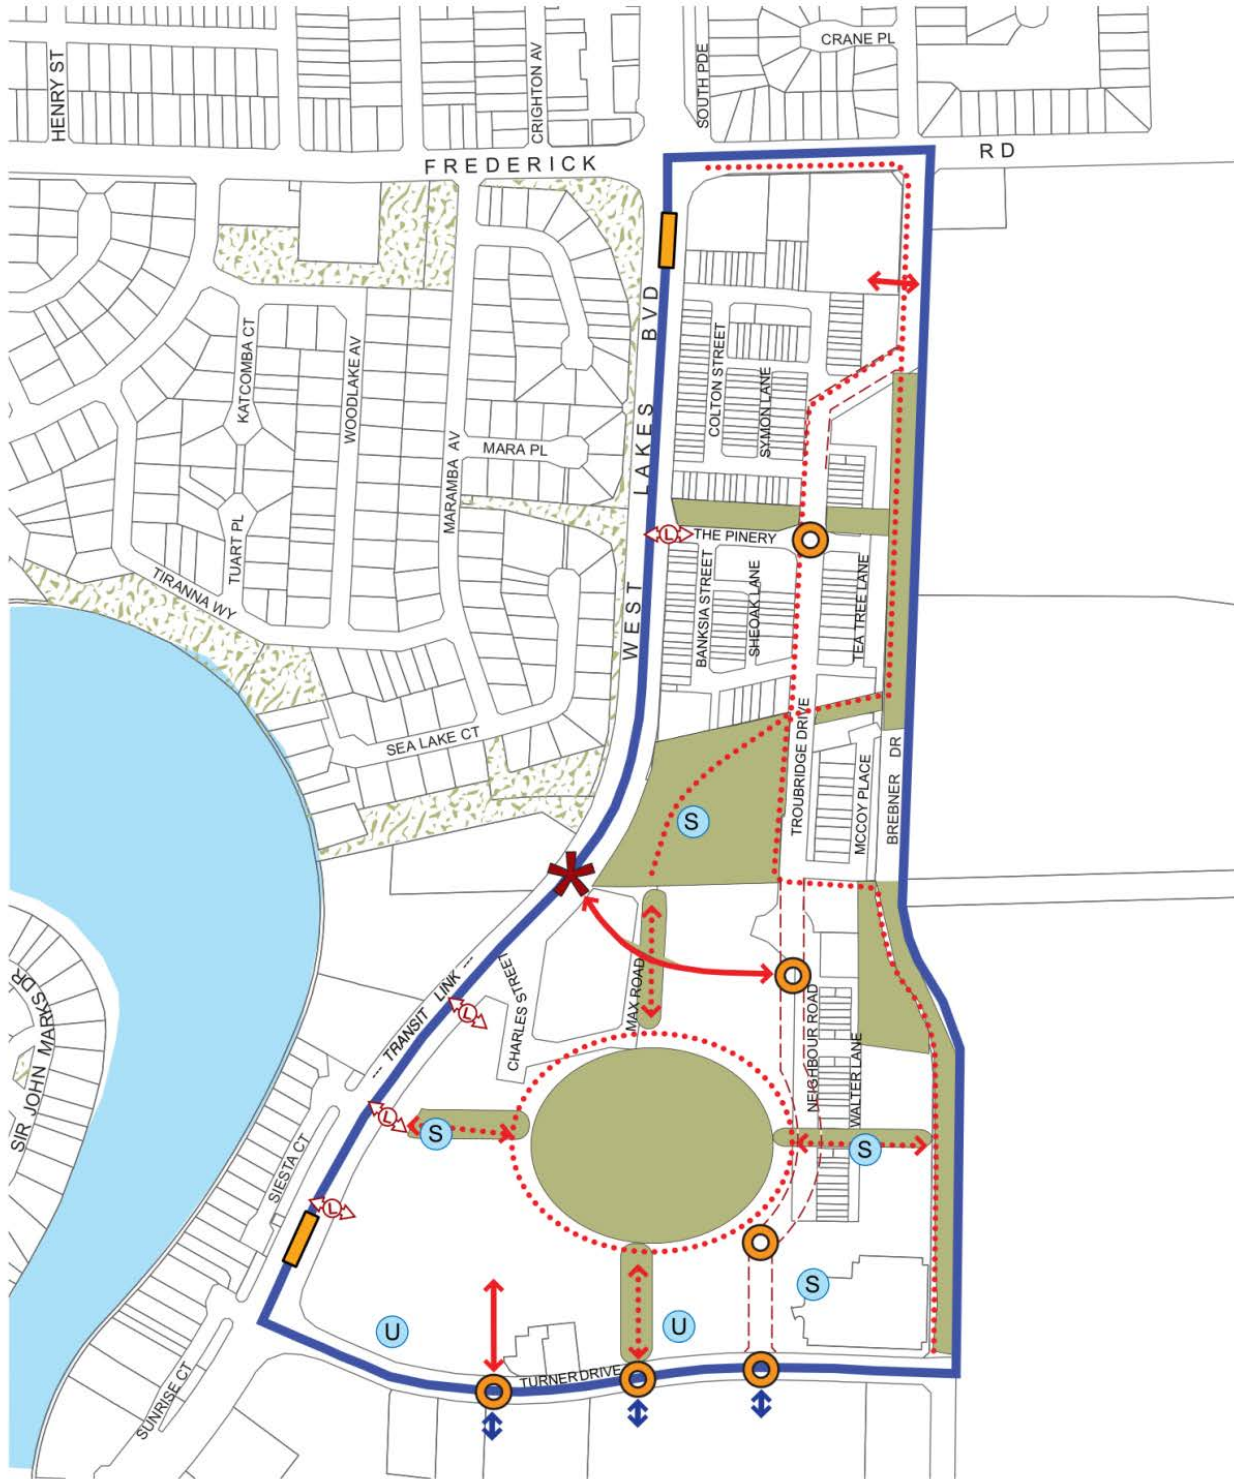 CRANE PL
HENRY ST
CRIGHTON AV
SOUTH PDE
FREDERICK RD
KATCOMBA CT
WOODLAKE AV
MARAMBA AV
MARA PL
WEST LAKES BVD
COLTON STREET
SYMON LANE
L
THE PINERY
TUART PL
TIRANNA WY
BANKSIA STREET
SHEOAK LANE
TEA TREE LANE
SEA LAKE CT
TROUBRIDGE DRIVE
MCCOY PLACE
BREBNER DR
S
SIR JOHN MARKS DR
--- TRANSIT LINK ---
L
CHARLES STREET
MAX ROAD
NEIGHBOUR ROAD
WALTER LANE
L
S
S
SIESTA CT
L
S
U
U
TURNER DRIVE
SUNRISE CT